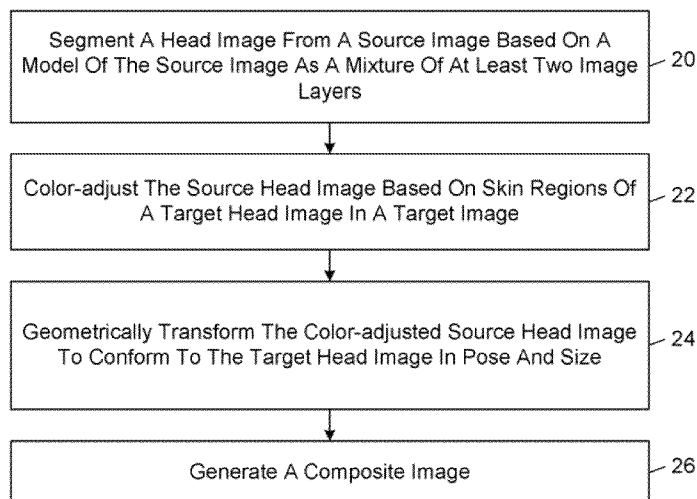 Segment A Head Image From A Source Image Based On A
Model Of The Source Image As A Mixture Of At Least Two Image
Layers
20
Color-adjust The Source Head Image Based On Skin Regions Of
A Target Head Image In A Target Image
22
Geometrically Transform The Color-adjusted Source Head Image
To Conform To The Target Head Image In Pose And Size
24
Generate A Composite Image
26